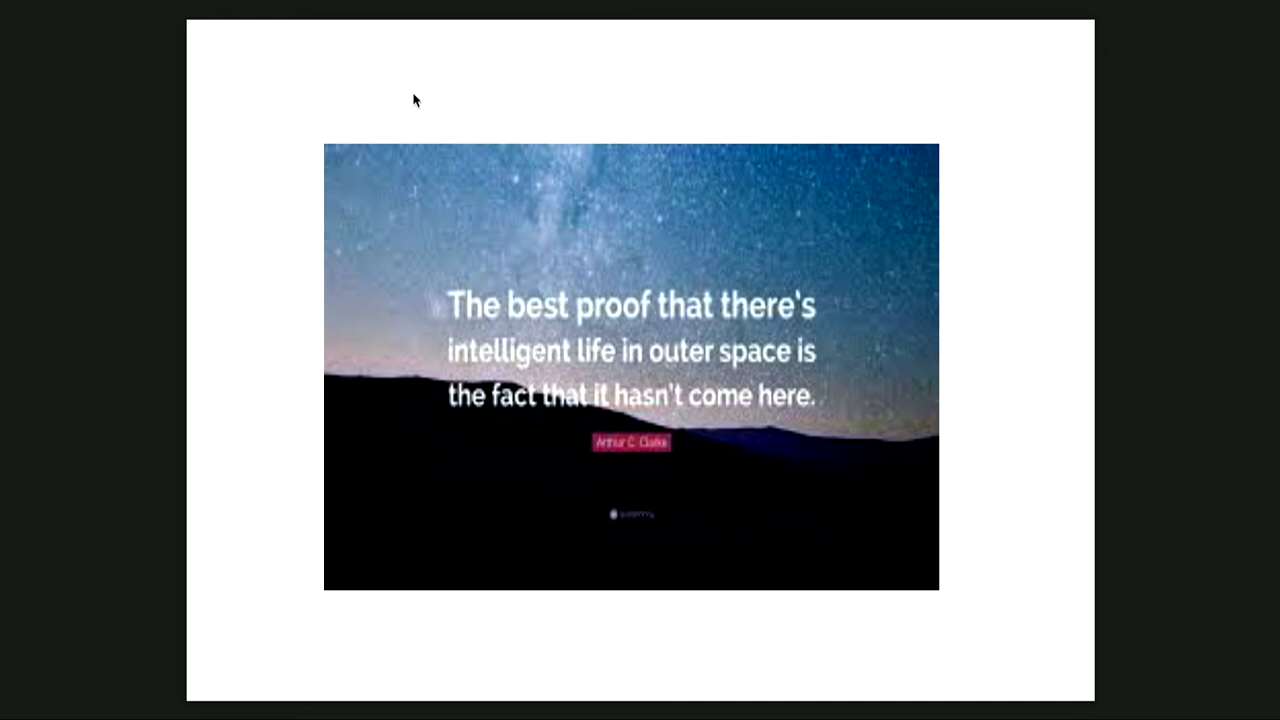 The best proof that there's
intelligent life in outer space is
the fact that it hasn't come here.
Arthur C. Clarke